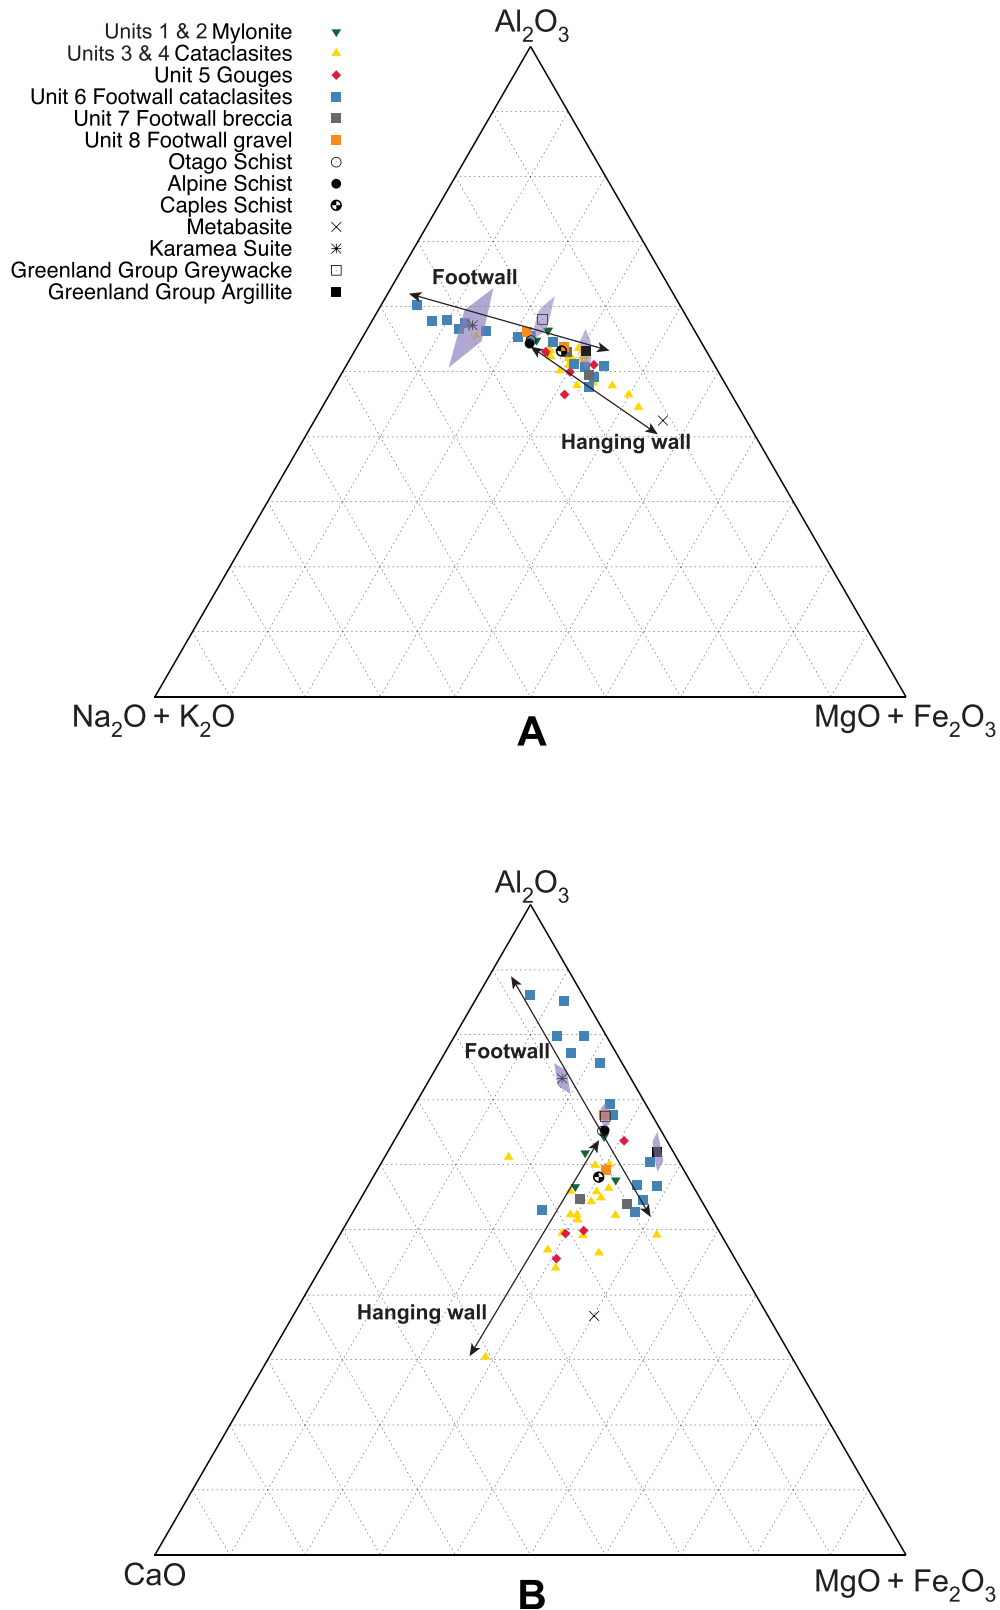 Al₂O₃
Units 1 & 2 Mylonite
Units 3 & 4 Cataclasites
Unit 5 Gouges
Unit 6 Footwall cataclasites
Unit 7 Footwall breccia
Unit 8 Footwall gravel
Otago Schist
Alpine Schist
Caples Schist
Metabasite
Karamea Suite
Greenland Group Greywacke
Greenland Group Argillite
Footwall
Hanging wall
Na₂O + K₂O
MgO + Fe₂O₃
A
Al₂O₃
Footwall
Hanging wall
CaO
MgO + Fe₂O₃
B